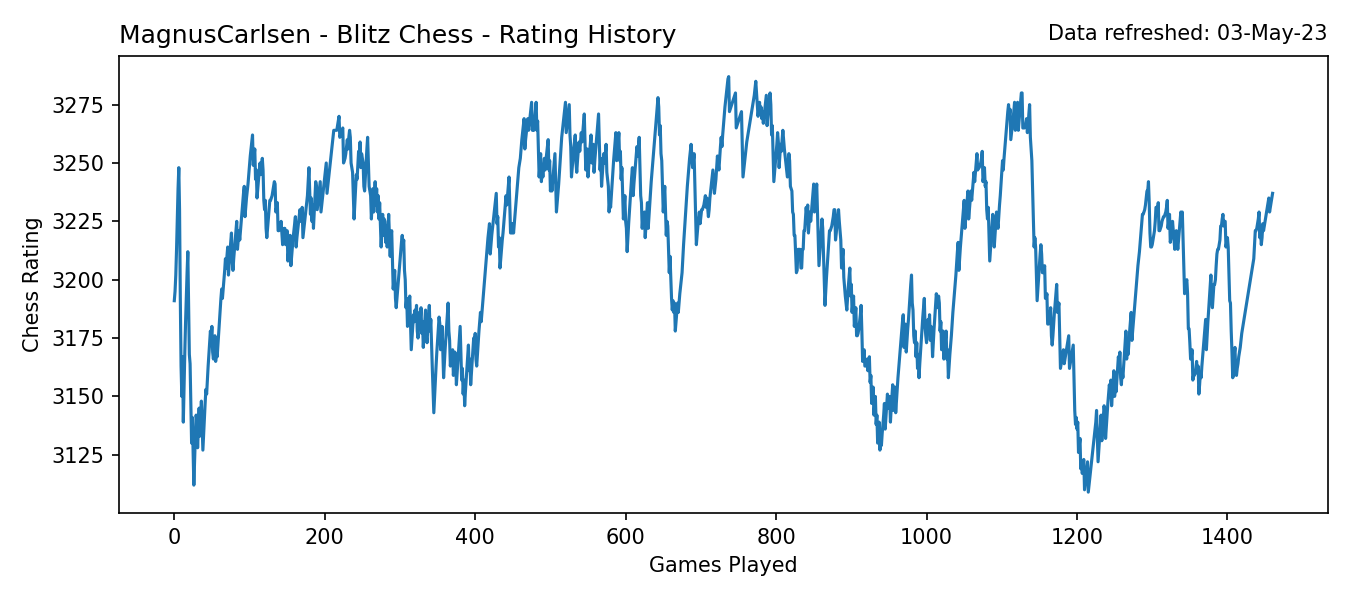 MagnusCarlsen - Blitz Chess - Rating History
Data refreshed: 03-May-23
Chess Rating
3275
3250
3225
3200
3175
3150
3125
0 200 400 600 800 1000 1200 1400
Games Played